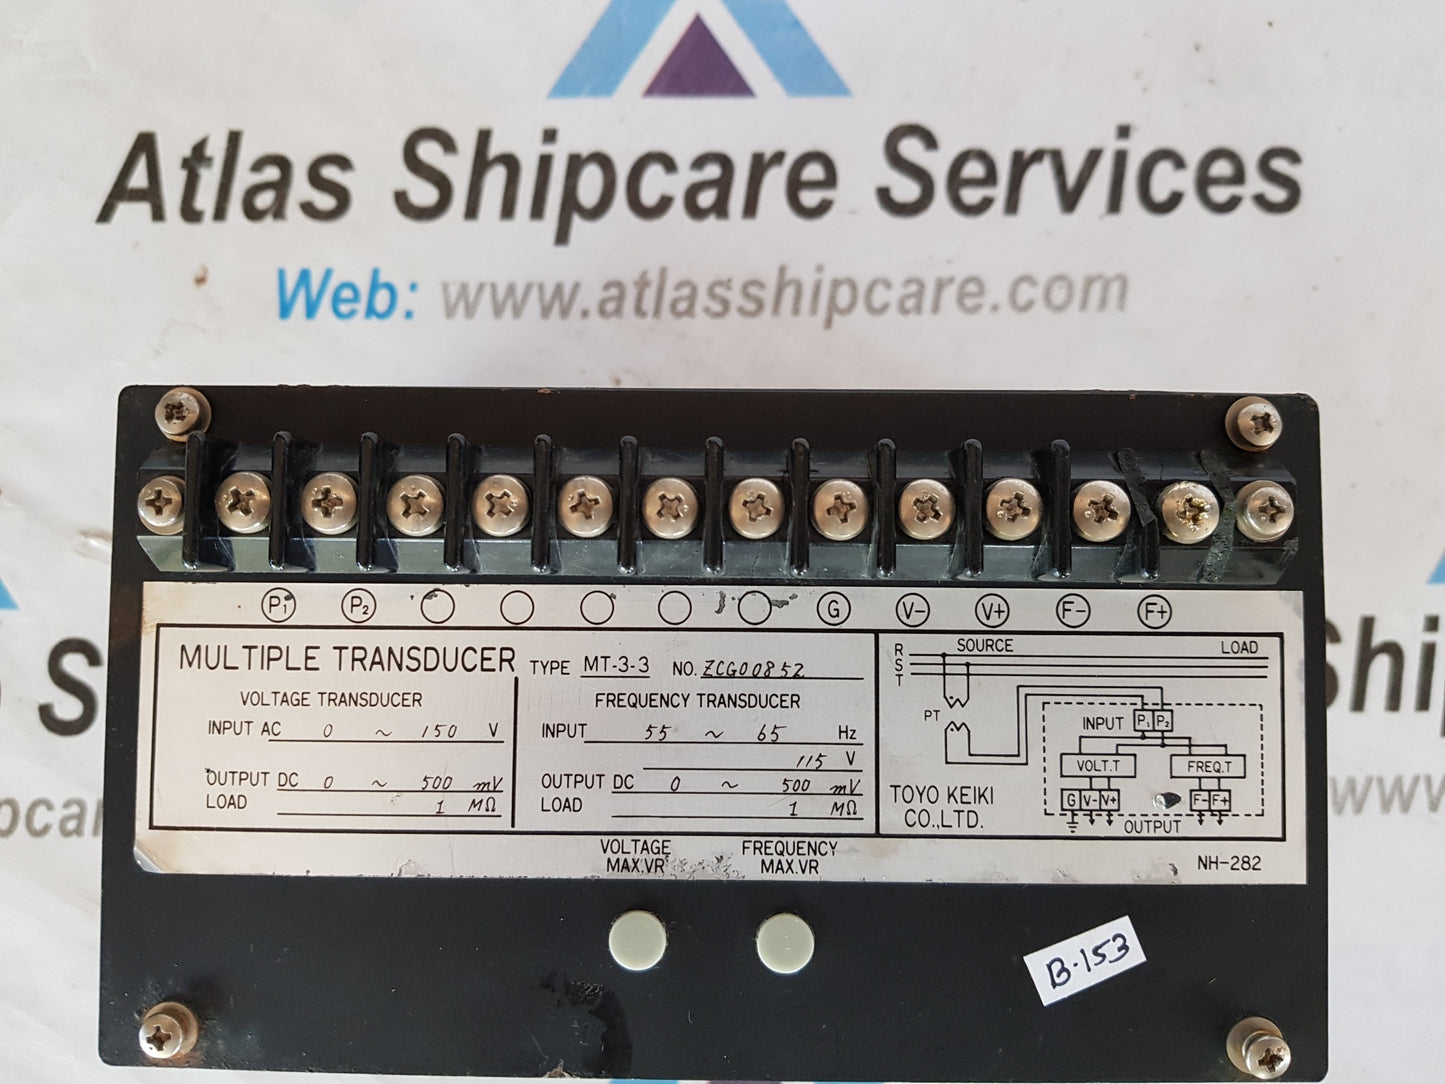 Atlas Shipcare Services
Web: www.atlasshipcare.com
P1 P2 G V- V+ F- F+
MULTIPLE TRANSDUCER TYPE MT-3-3 NO. ZCG00852
VOLTAGE TRANSDUCER
INPUT AC 0 ~ 150 V
OUTPUT DC 0 ~ 500 mV
LOAD 1 MΩ
FREQUENCY TRANSDUCER
INPUT 55 ~ 65 Hz
115 V
OUTPUT DC 0 ~ 500 mV
LOAD 1 MΩ
R SOURCE LOAD
S
T
PT
INPUT P1 P2
VOLT.T FREQ.T
G V- V+ F- F+
OUTPUT
TOYO KEIKI
CO.,LTD.
VOLTAGE
MAX.VR
FREQUENCY
MAX.VR
NH-282
B-153